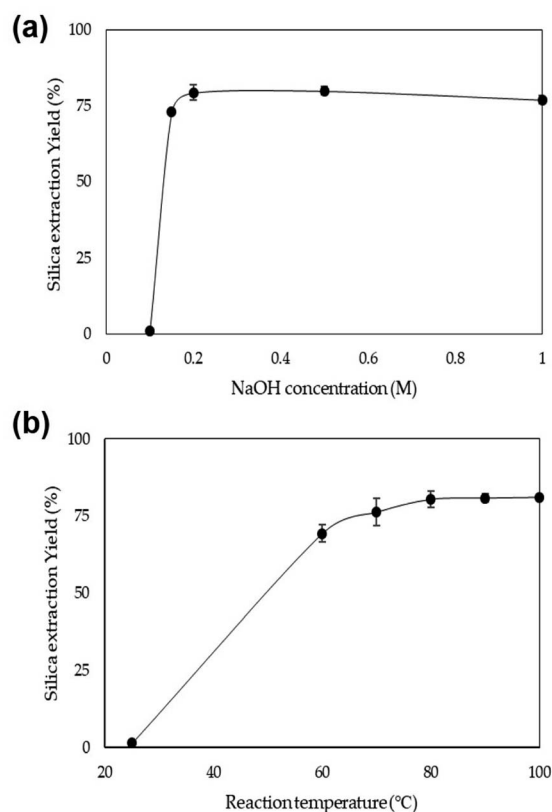 (a)
100
75
50
25
0
Silica extraction Yield (%)
0 0.2 0.4 0.6 0.8 1
NaOH concentration (M)
(b)
100
75
50
25
0
Silica extraction Yield (%)
20 40 60 80 100
Reaction temperature (℃)